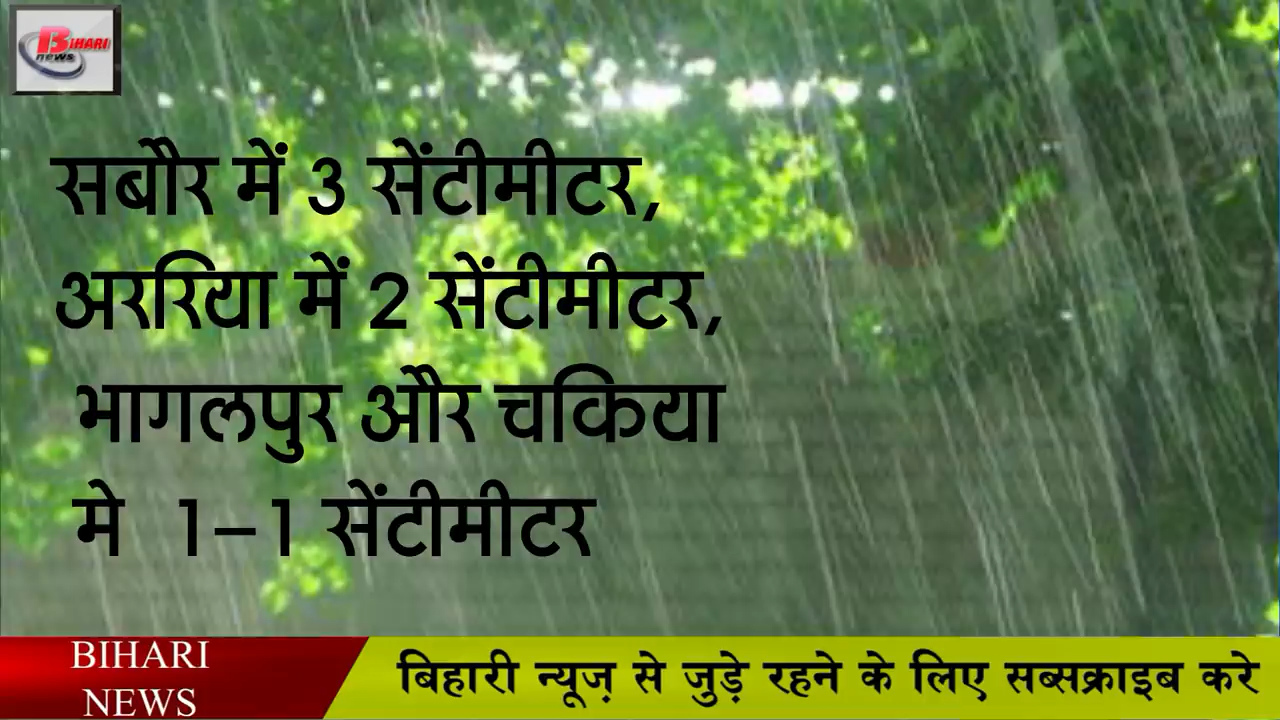 BIHARI
news
सबौर में 3 सेंटीमीटर,
अररिया में 2 सेंटीमीटर,
भागलपुर और चकिया
मे 1-1 सेंटीमीटर
BIHARI
NEWS
बिहारी न्यूज़ से जुड़े रहने के लिए सब्सक्राइब करे